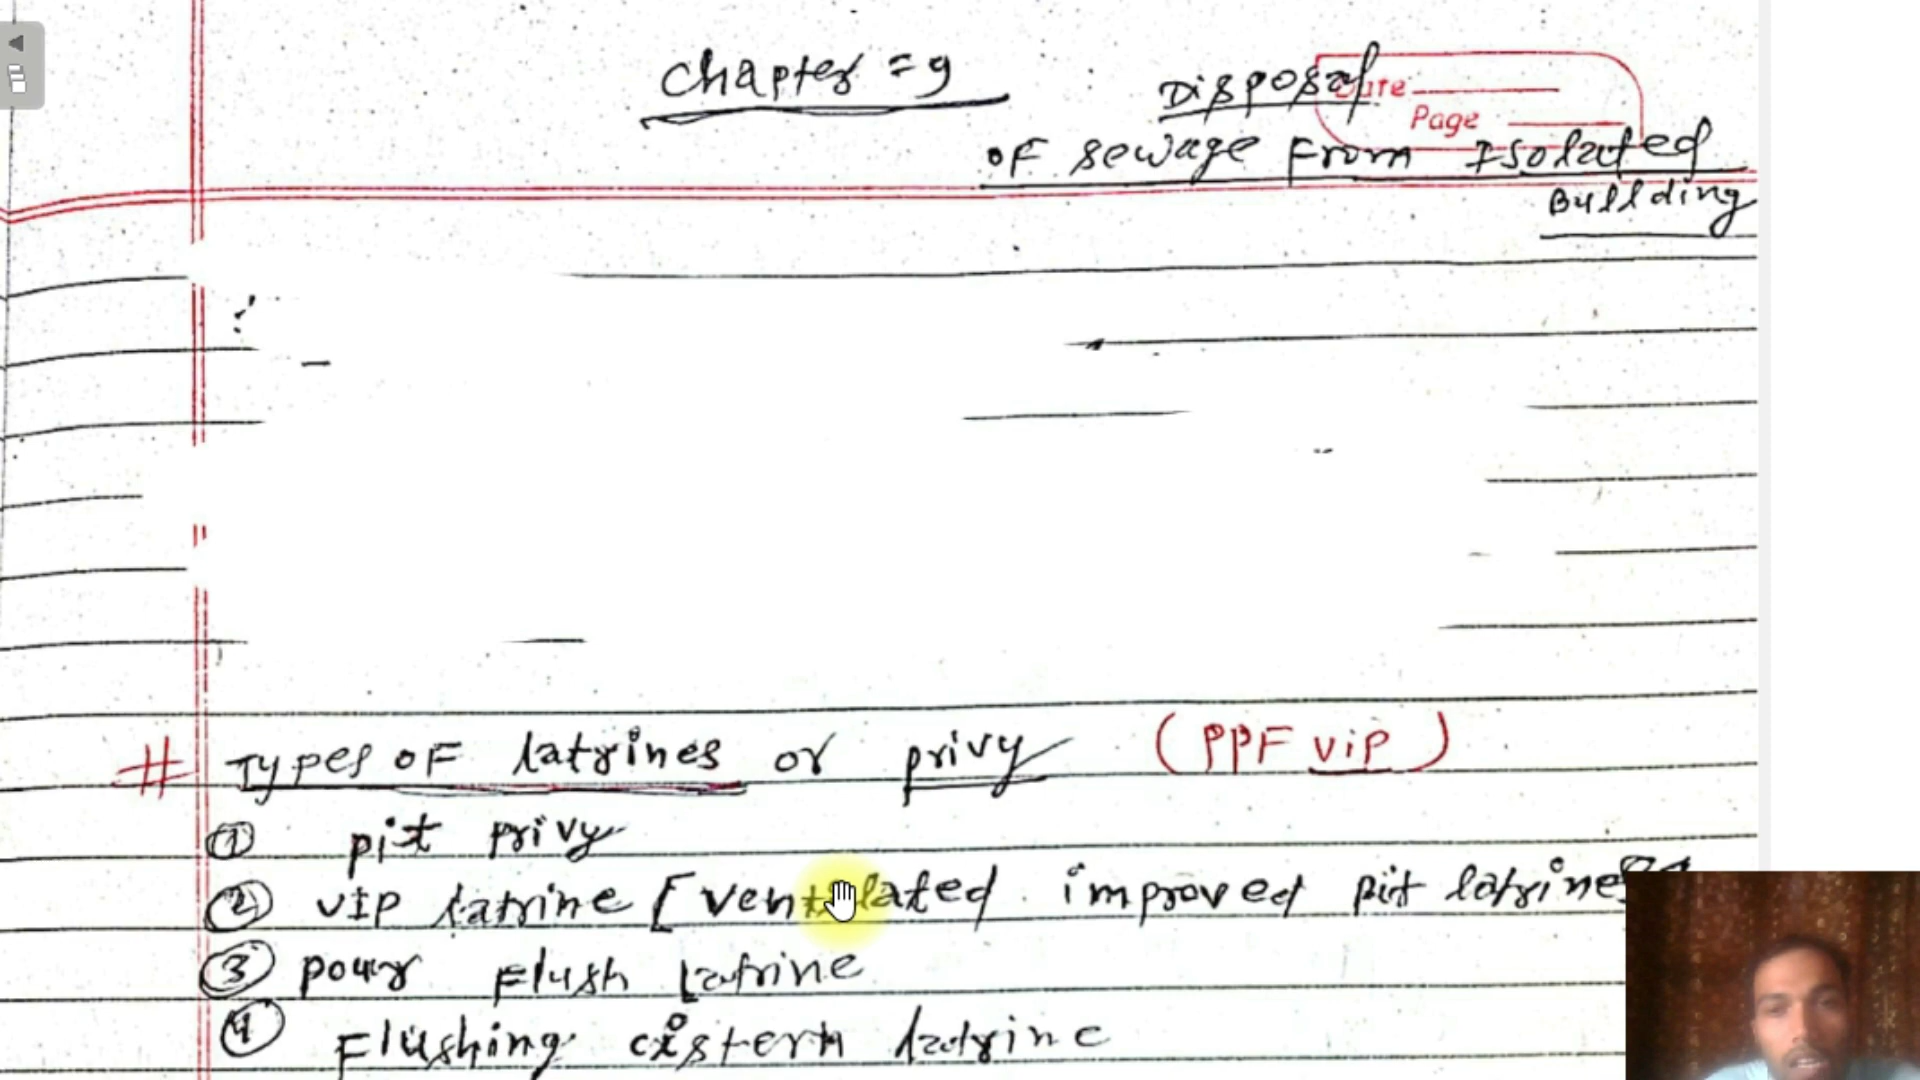 Chapter = 9
Disposal
Date
Page
of sewage From Isolated
Building
# Types of latrines or privy (PPF VIP)
① pit privy
② VIP latrine [ventilated improved pit latrines]
③ pour Flush Latrine
④ Flushing cistern latrine